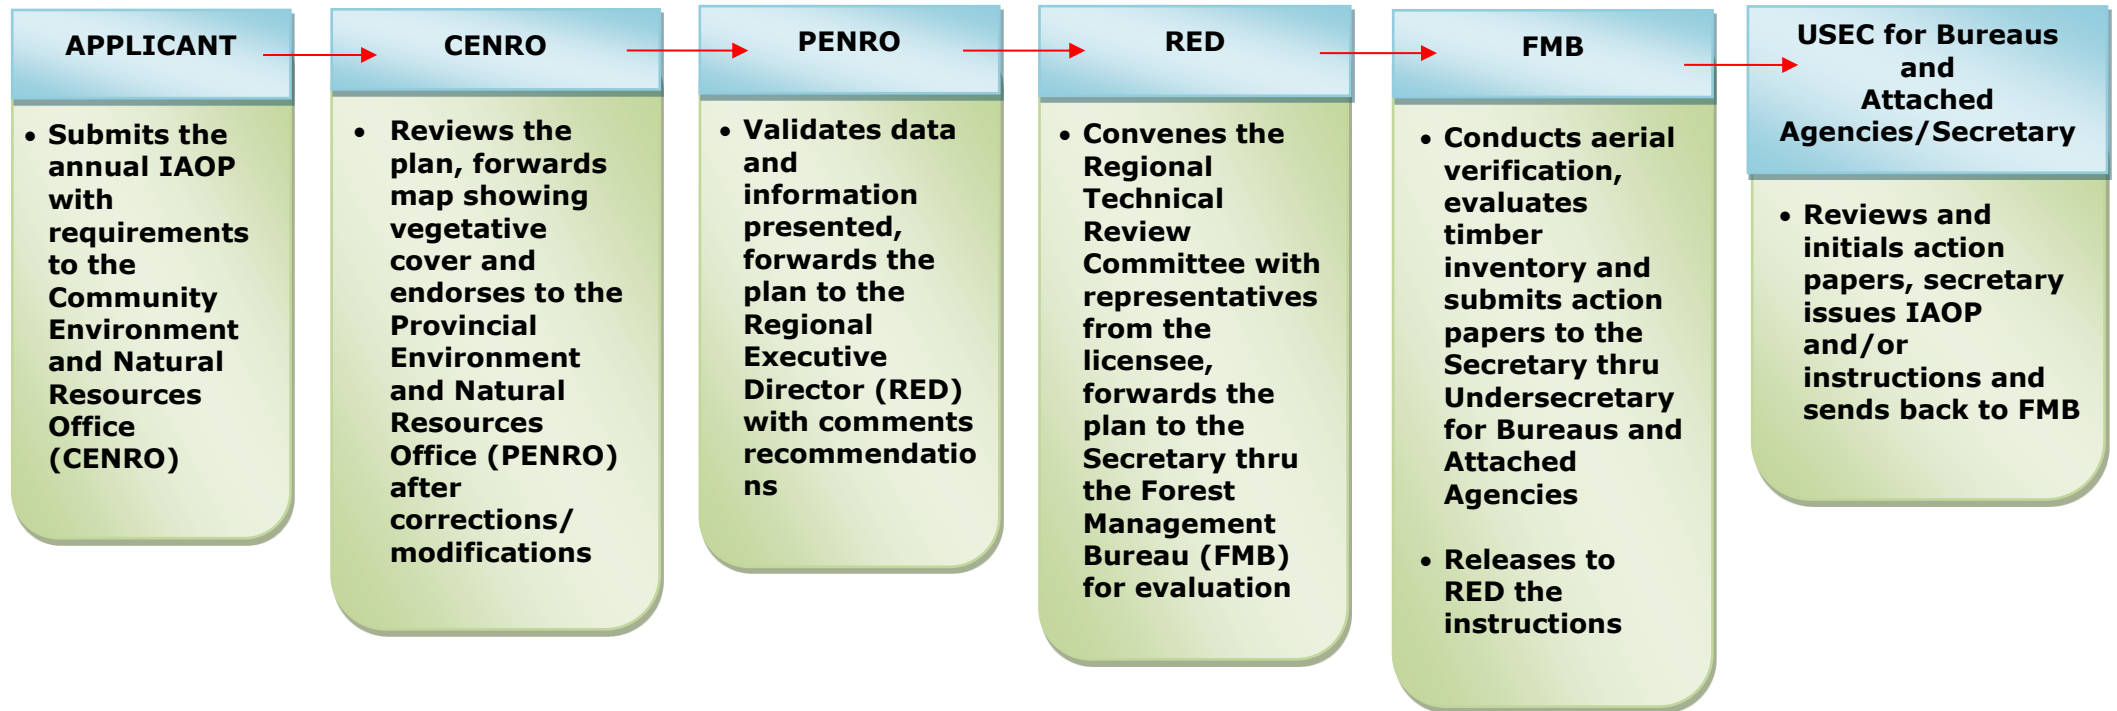 APPLICANT
• Submits the
annual IAOP
with
requirements
to the
Community
Environment
and Natural
Resources
Office
(CENRO)
CENRO
• Reviews the
plan, forwards
map showing
vegetative
cover and
endorses to the
Provincial
Environment
and Natural
Resources
Office (PENRO)
after
corrections/
modifications
PENRO
• Validates data
and
information
presented,
forwards the
plan to the
Regional
Executive
Director (RED)
with comments
recommendatio
ns
RED
• Convenes the
Regional
Technical
Review
Committee with
representatives
from the
licensee,
forwards the
plan to the
Secretary thru
the Forest
Management
Bureau (FMB)
for evaluation
FMB
• Conducts aerial
verification,
evaluates
timber
inventory and
submits action
papers to the
Secretary thru
Undersecretary
for Bureaus and
Attached
Agencies
• Releases to
RED the
instructions
USEC for Bureaus
and
Attached
Agencies/Secretary
• Reviews and
initials action
papers, secretary
issues IAOP
and/or
instructions and
sends back to FMB